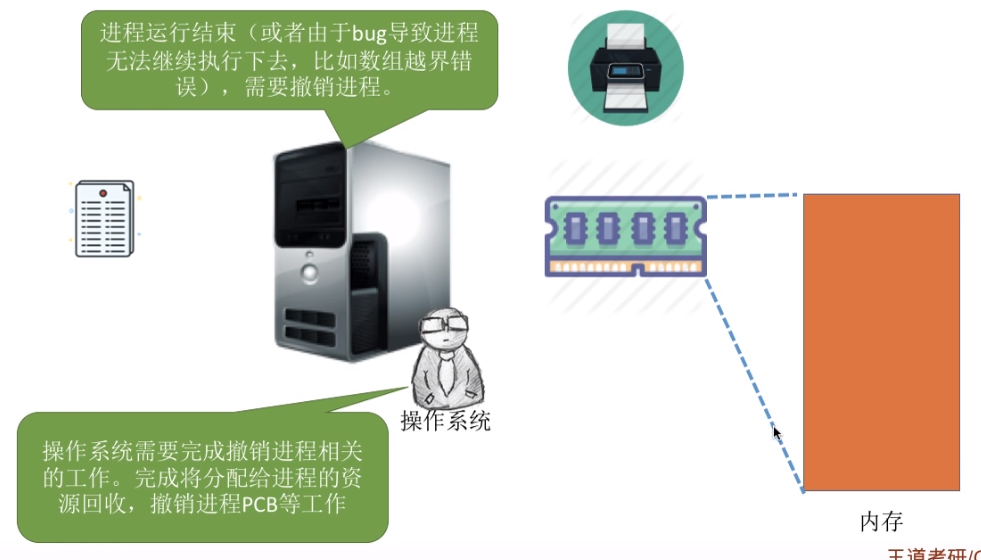 进程运行结束（或者由于bug导致进程
无法继续执行下去，比如数组越界错
误），需要撤销进程。
操作系统
操作系统需要完成撤销进程相关
的工作。完成将分配给进程的资
源回收，撤销进程PCB等工作
内存
王道考研/C